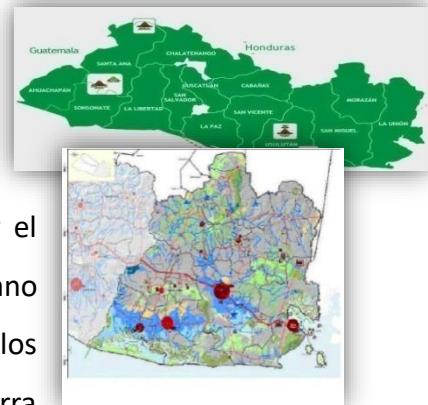 Guatemala
Honduras
CHALATENANGO
SANTA ANA
CUSCATLÁN
CABAÑAS
AHUACHAPÁN
SAN
SALVADOR
MORAZÁN
SONSONATE
LA LIBERTAD
SAN VICENTE
LA UNIÓN
LA PAZ
SAN MIGUEL
USULUTÁN
el
ano
los
rra